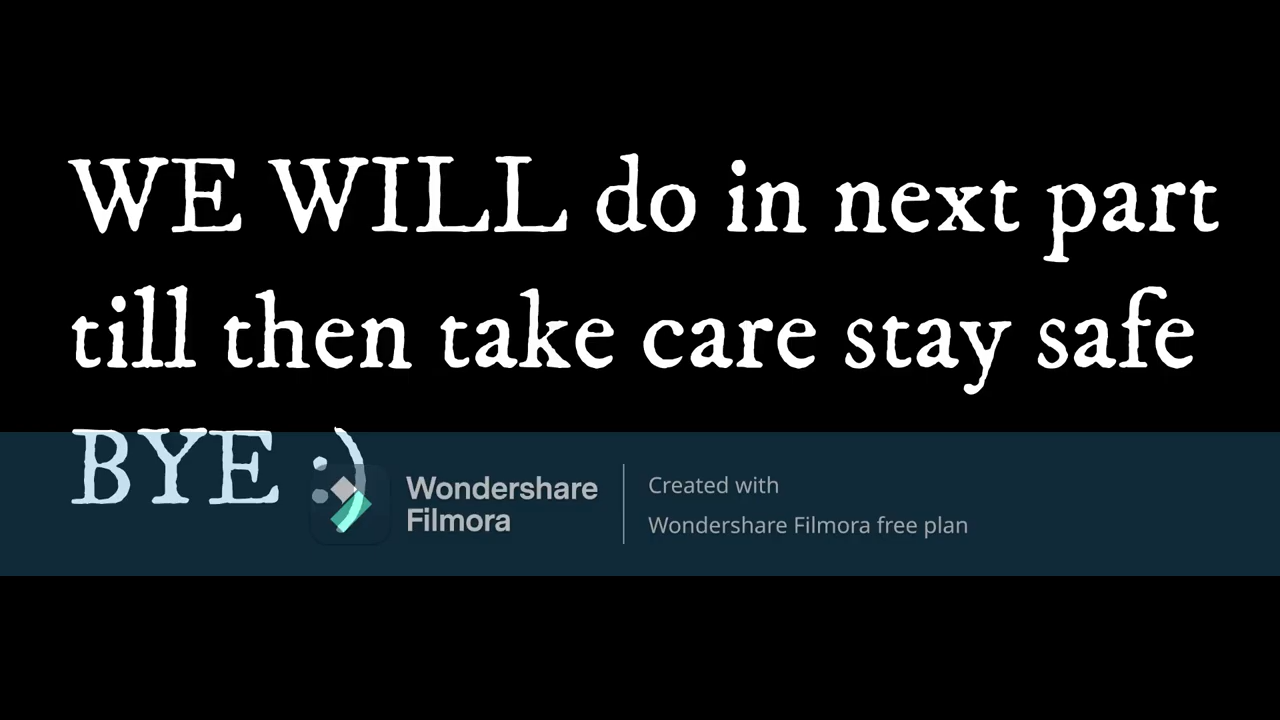 WE WILL do in next part
till then take care stay safe
BYE :)
Wondershare
Filmora
Created with
Wondershare Filmora free plan